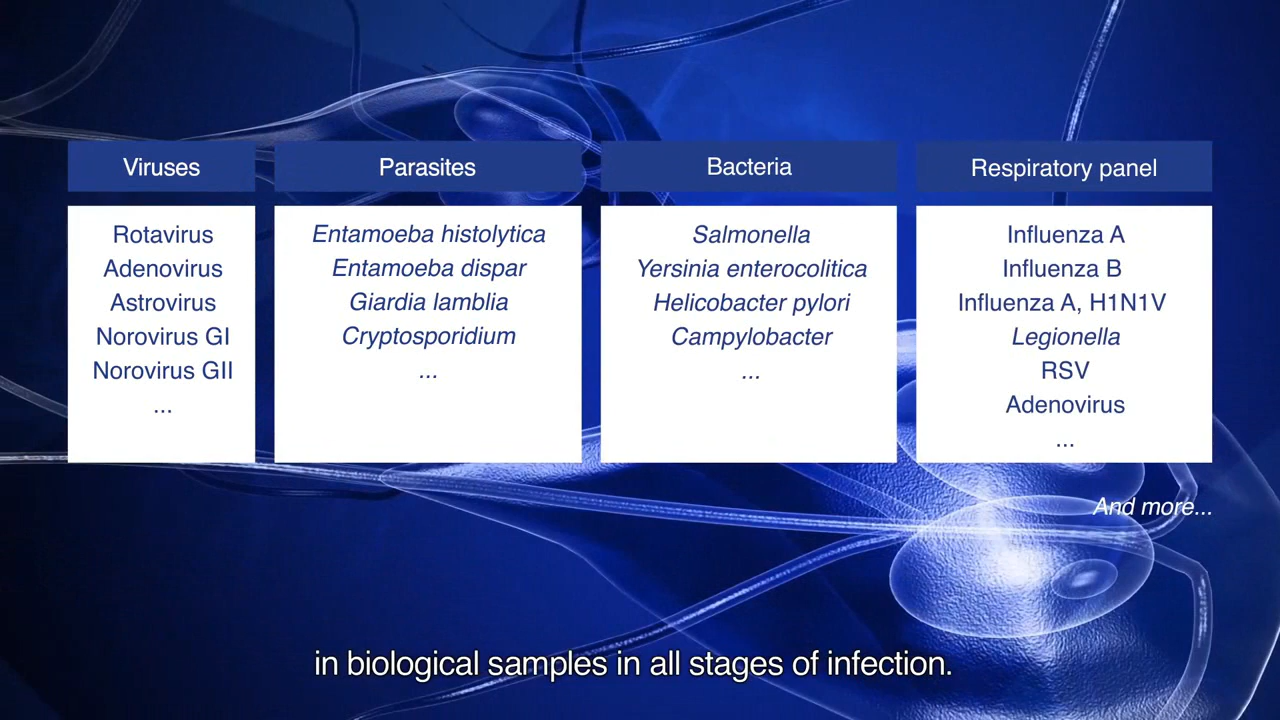 Viruses
Rotavirus
Adenovirus
Astrovirus
Norovirus GI
Norovirus GII
...
Parasites
Entamoeba histolytica
Entamoeba dispar
Giardia lamblia
Cryptosporidium
...
Bacteria
Salmonella
Yersinia enterocolitica
Helicobacter pylori
Campylobacter
...
Respiratory panel
Influenza A
Influenza B
Influenza A, H1N1V
Legionella
RSV
Adenovirus
...
And more...
in biological samples in all stages of infection.